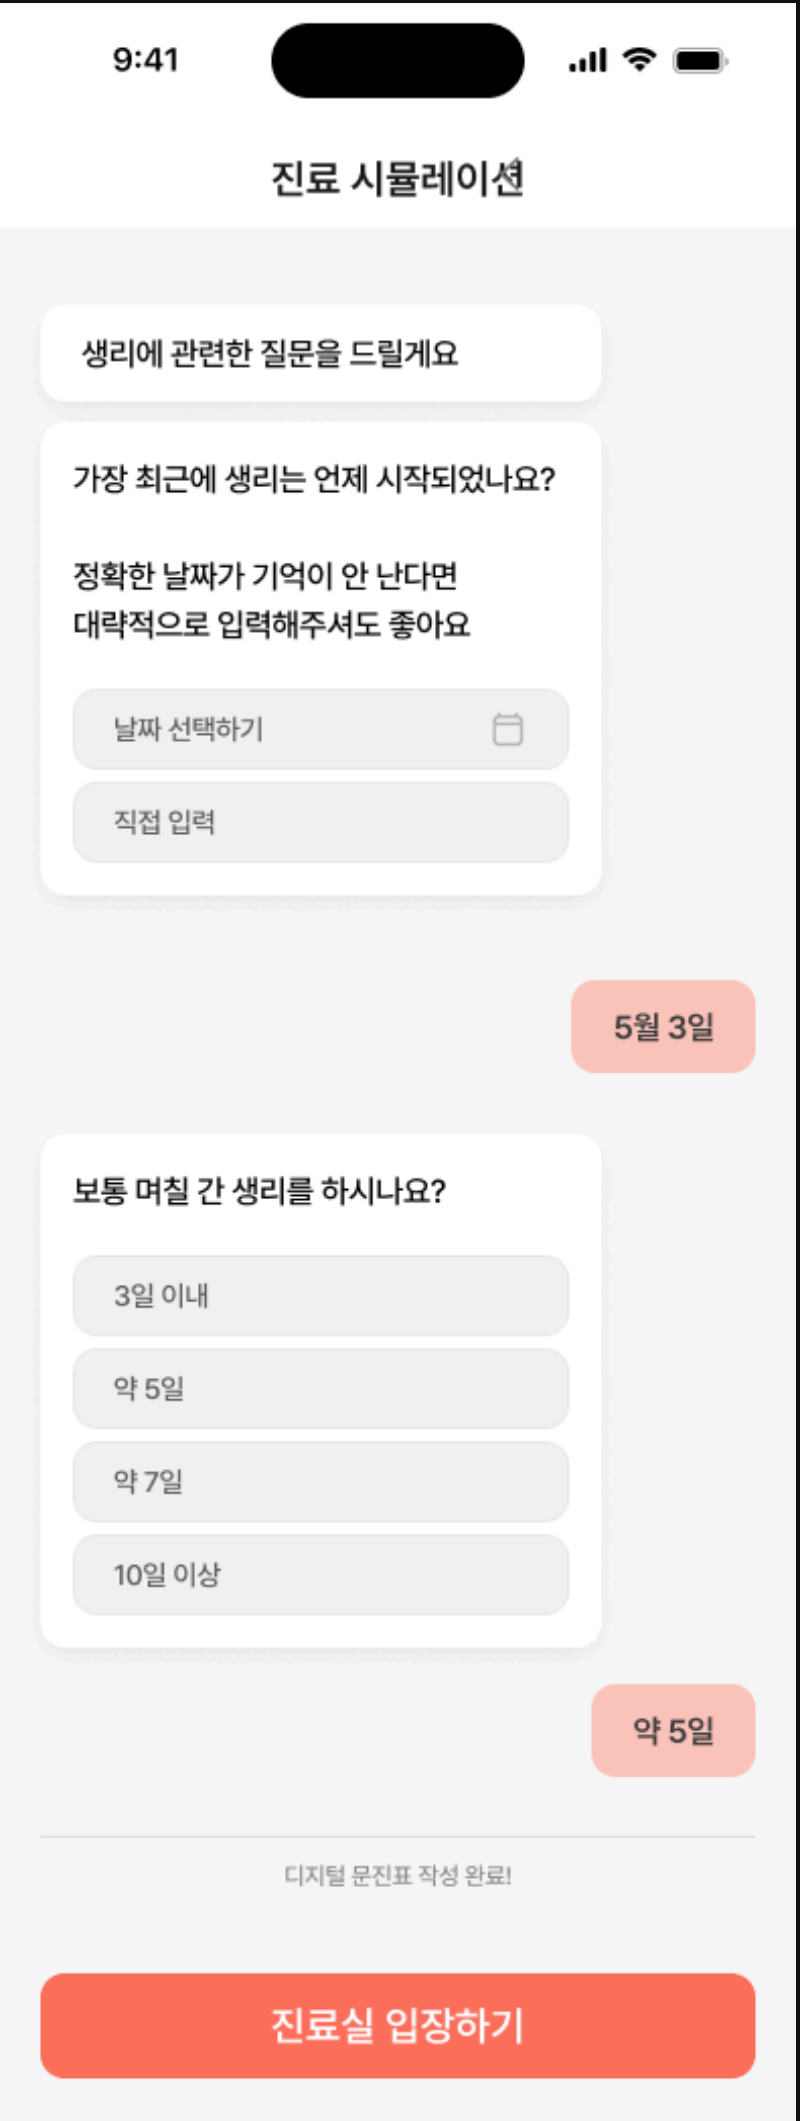 9:41
진료 시뮬레이션
생리에 관련한 질문을 드릴게요
가장 최근에 생리는 언제 시작되었나요?
정확한 날짜가 기억이 안 난다면
대략적으로 입력해주셔도 좋아요
날짜 선택하기
직접 입력
5월 3일
보통 며칠 간 생리를 하시나요?
3일 이내
약 5일
약 7일
10일 이상
약 5일
디지털 문진표 작성 완료!
진료실 입장하기